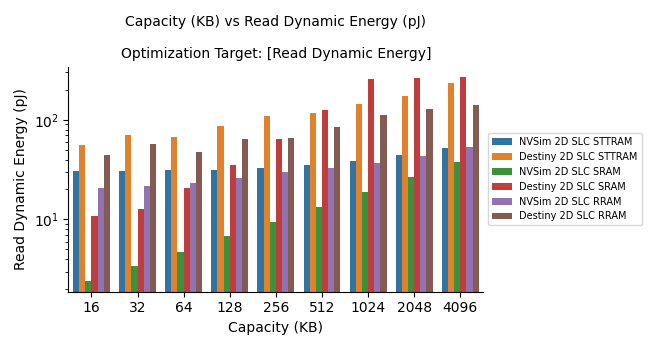 Capacity (KB) vs Read Dynamic Energy (pJ)
Optimization Target: [Read Dynamic Energy]
Read Dynamic Energy (pJ)
10²
10¹
16 32 64 128 256 512 1024 2048 4096
Capacity (KB)
NVSim 2D SLC STTRAM
Destiny 2D SLC STTRAM
NVSim 2D SLC SRAM
Destiny 2D SLC SRAM
NVSim 2D SLC RRAM
Destiny 2D SLC RRAM